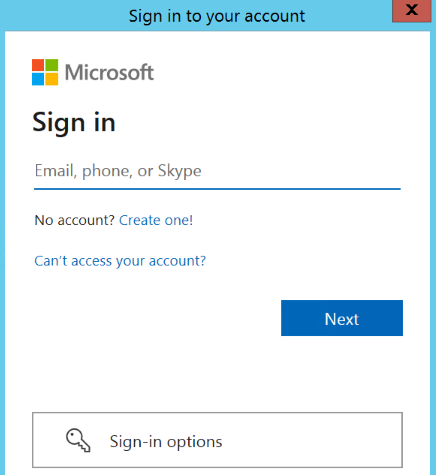 Sign in to your account
x
Microsoft
Sign in
Email, phone, or Skype
No account? Create one!
Can't access your account?
Next
Sign-in options